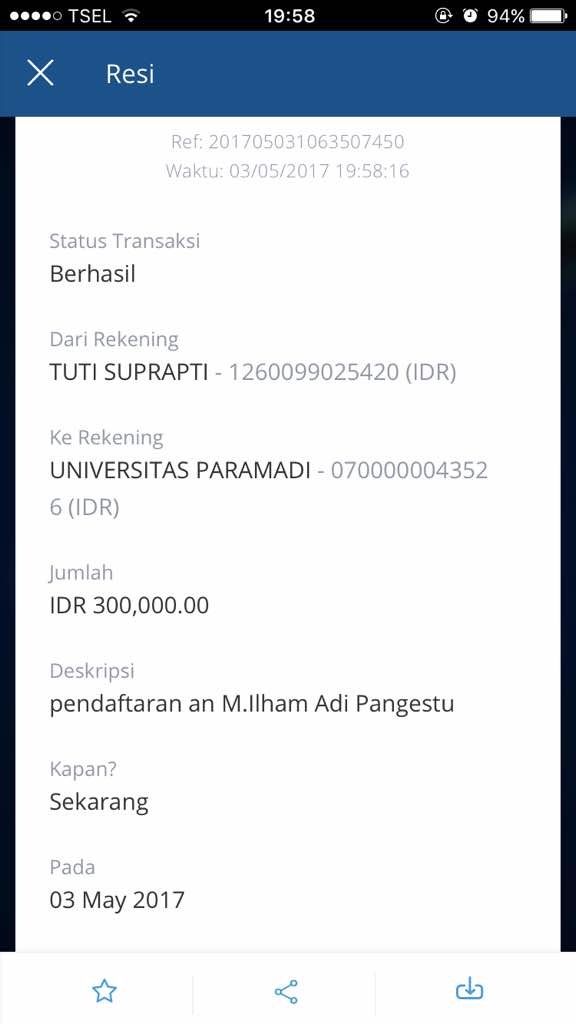 TSEL 19:58 94%
Resi
Ref: 201705031063507450
Waktu: 03/05/2017 19:58:16
Status Transaksi
Berhasil
Dari Rekening
TUTI SUPRAPTI - 1260099025420 (IDR)
Ke Rekening
UNIVERSITAS PARAMADI - 070000004352
6 (IDR)
Jumlah
IDR 300,000.00
Deskripsi
pendaftaran an M.Ilham Adi Pangestu
Kapan?
Sekarang
Pada
03 May 2017